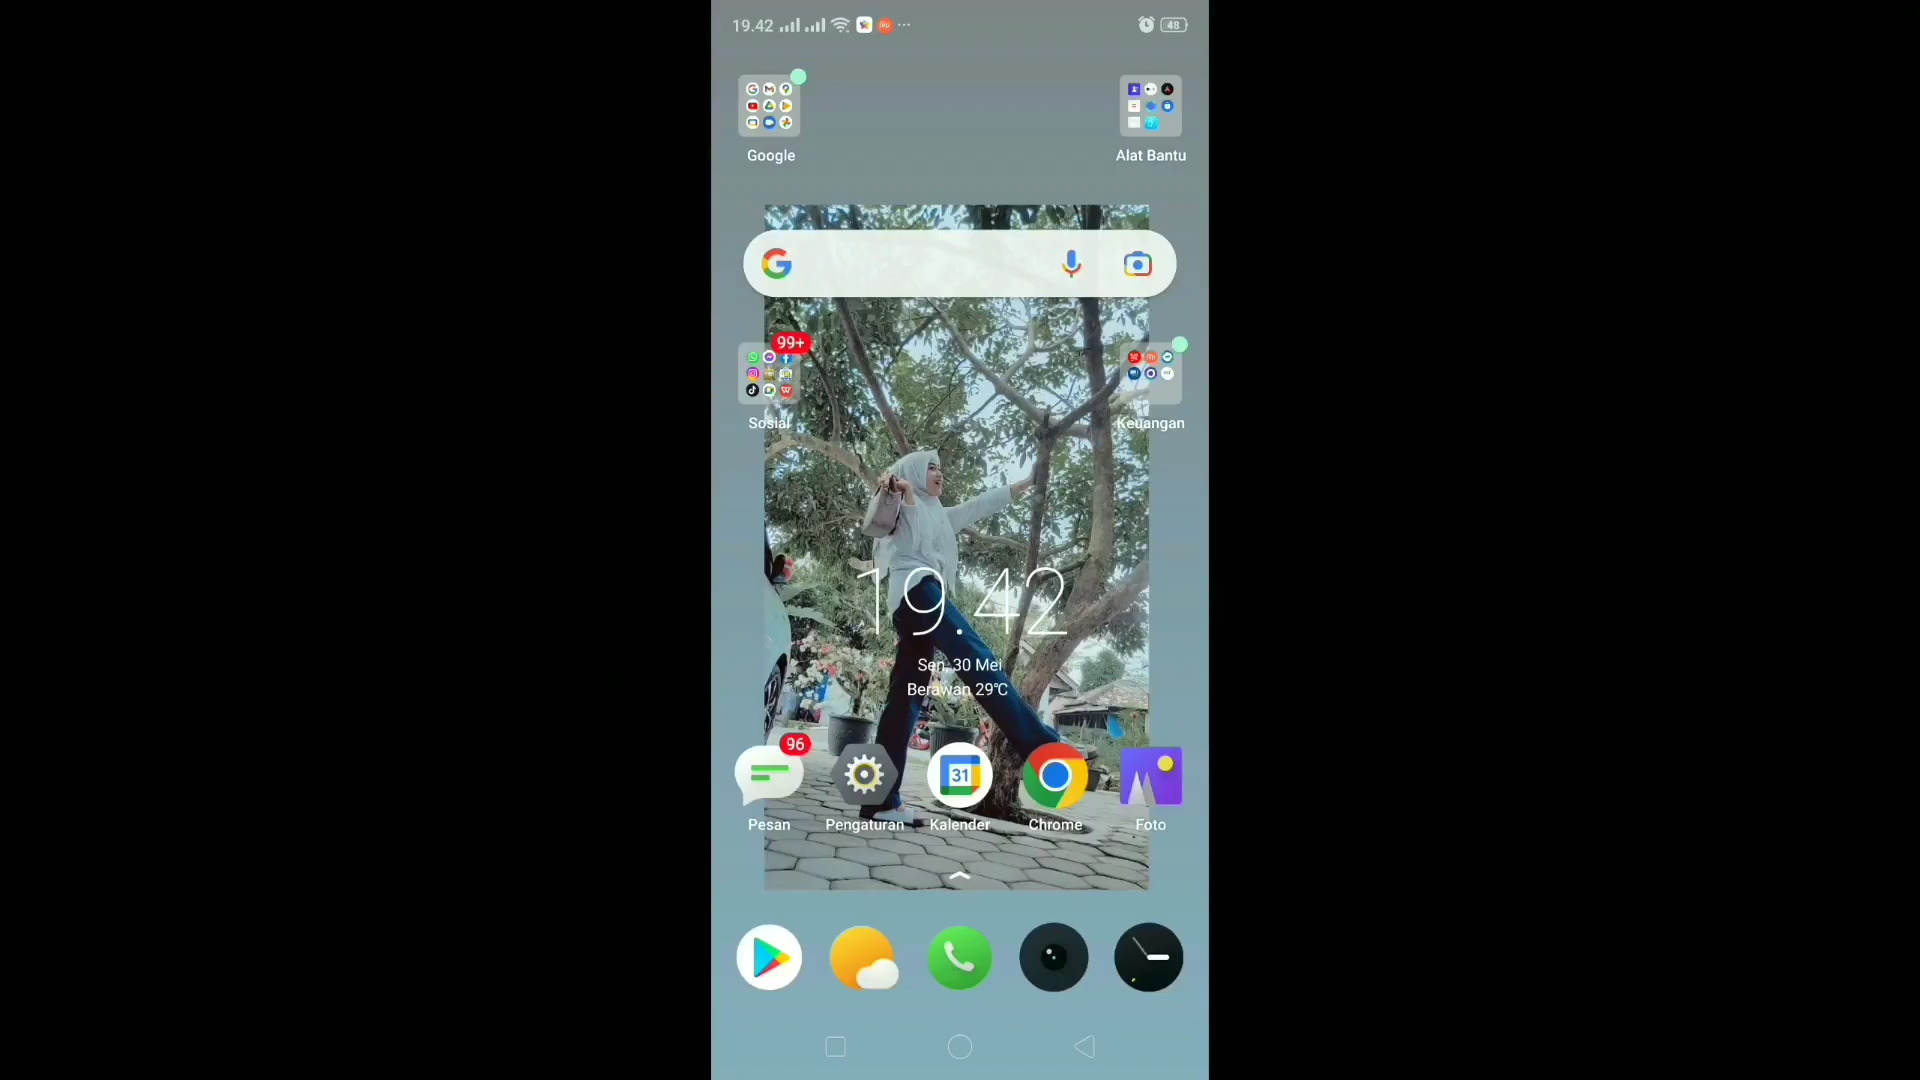 19.42
48
Google
Alat Bantu
99+
Sosial
Keuangan
19.42
Sen, 30 Mei
Berawan 29°C
96
31
Pesan
Pengaturan
Kalender
Chrome
Foto